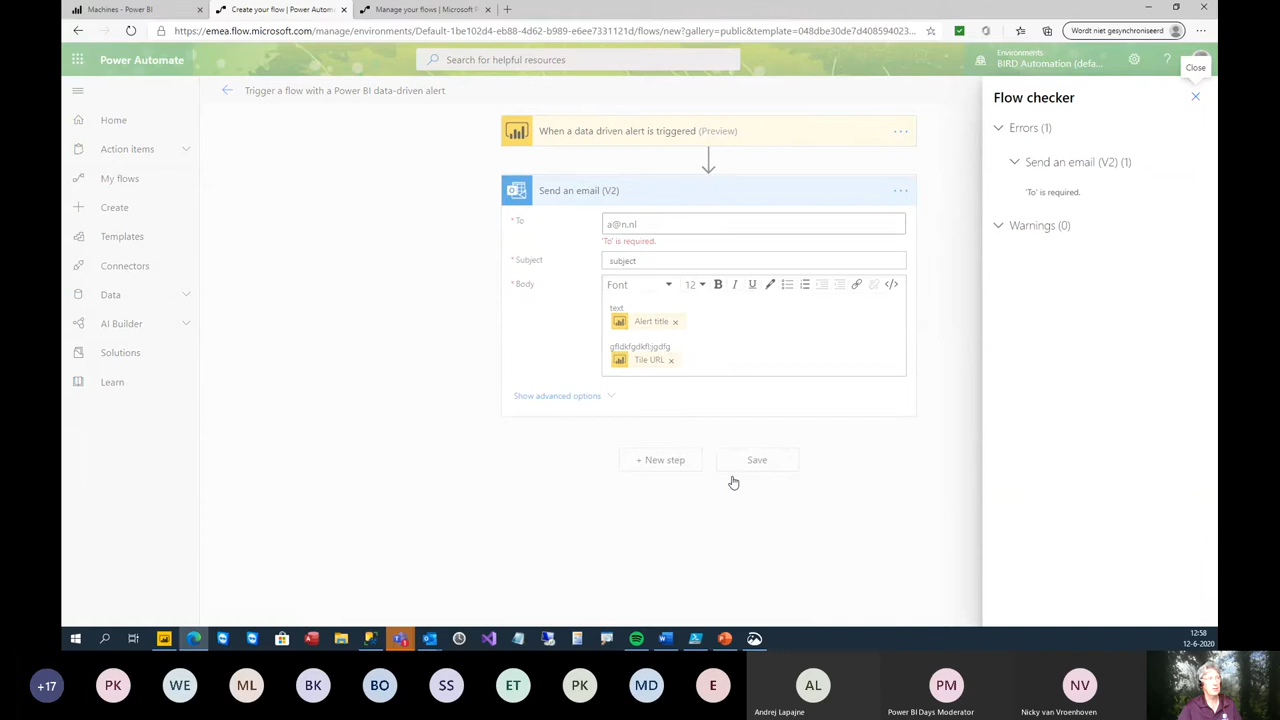 Machines - Power BI
Create your flow | Power Autom
Manage your flows | Microsoft P
https://emea.flow.microsoft.com/manage/environments/Default-1be102d4-eb88-4d62-b989-e6ee7331121d/flows/new?gallery=public&template=048dbe30de7d408594023...
Wordt niet gesynchroniseerd
Power Automate
Search for helpful resources
Environments
BIRD Automation (defa...
?
Close
Trigger a flow with a Power BI data-driven alert
Home
Action items
My flows
Create
Templates
Connectors
Data
AI Builder
Solutions
Learn
When a data driven alert is triggered (Preview)
...
Send an email (V2)
...
* To
a@n.nl
'To' is required.
* Subject
subject
* Body
Font
12
B I U </>
text
Alert title ×
gfldkfgdkfl;jgdfg
Tile URL ×
Show advanced options
+ New step
Save
Flow checker
Errors (1)
Send an email (V2) (1)
'To' is required.
Warnings (0)
12:58
12-6-2020
+17
PK
WE
ML
BK
BO
SS
ET
PK
MD
E
AL
Andrej Lapajne
PM
Power BI Days Moderator
NV
Nicky van Vroenhoven